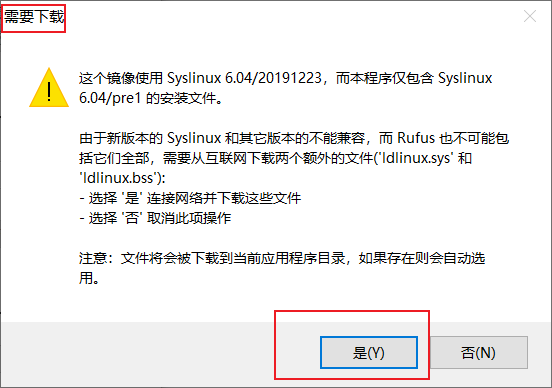 需要下载
这个镜像使用 Syslinux 6.04/20191223，而本程序仅包含 Syslinux
6.04/pre1 的安装文件。
由于新版本的 Syslinux 和其它版本的不能兼容，而 Rufus 也不可能包
括它们全部，需要从互联网下载两个额外的文件('ldlinux.sys' 和
'ldlinux.bss'):
- 选择 '是' 连接网络并下载这些文件
- 选择 '否' 取消此项操作
注意：文件将会被下载到当前应用程序目录，如果存在则会自动选
用。
是(Y)
否(N)